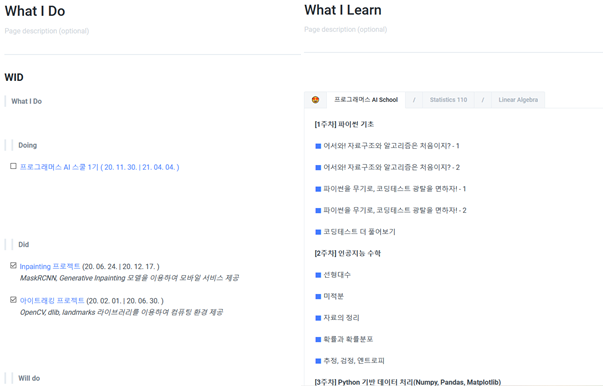 What I Do
Page description (optional)
WID
What I Do
Doing
프로그래머스 AI 스쿨 1기 ( 20. 11. 30. | 21. 04. 04. )
Did
Inpainting 프로젝트 (20. 06. 24. | 20. 12. 17. )
MaskRCNN, Generative Inpainting 모델을 이용하여 모바일 서비스 제공
아이트래킹 프로젝트 (20. 02. 01. | 20. 06. 30. )
OpenCV, dlib, landmarks 라이브러리를 이용하여 컴퓨팅 환경 제공
Will do
What I Learn
Page description (optional)
프로그래머스 AI School / Statistics 110 / Linear Algebra
[1주차] 파이썬 기초
어서와! 자료구조와 알고리즘은 처음이지? - 1
어서와! 자료구조와 알고리즘은 처음이지? - 2
파이썬을 무기로, 코딩테스트 광탈을 면하자! - 1
파이썬을 무기로, 코딩테스트 광탈을 면하자! - 2
코딩테스트 더 풀어보기
[2주차] 인공지능 수학
선형대수
미적분
자료의 정리
확률과 확률분포
추정, 검정, 엔트로피
[3주차] Python 기반 데이터 처리(Numpy, Pandas, Matplotlib)